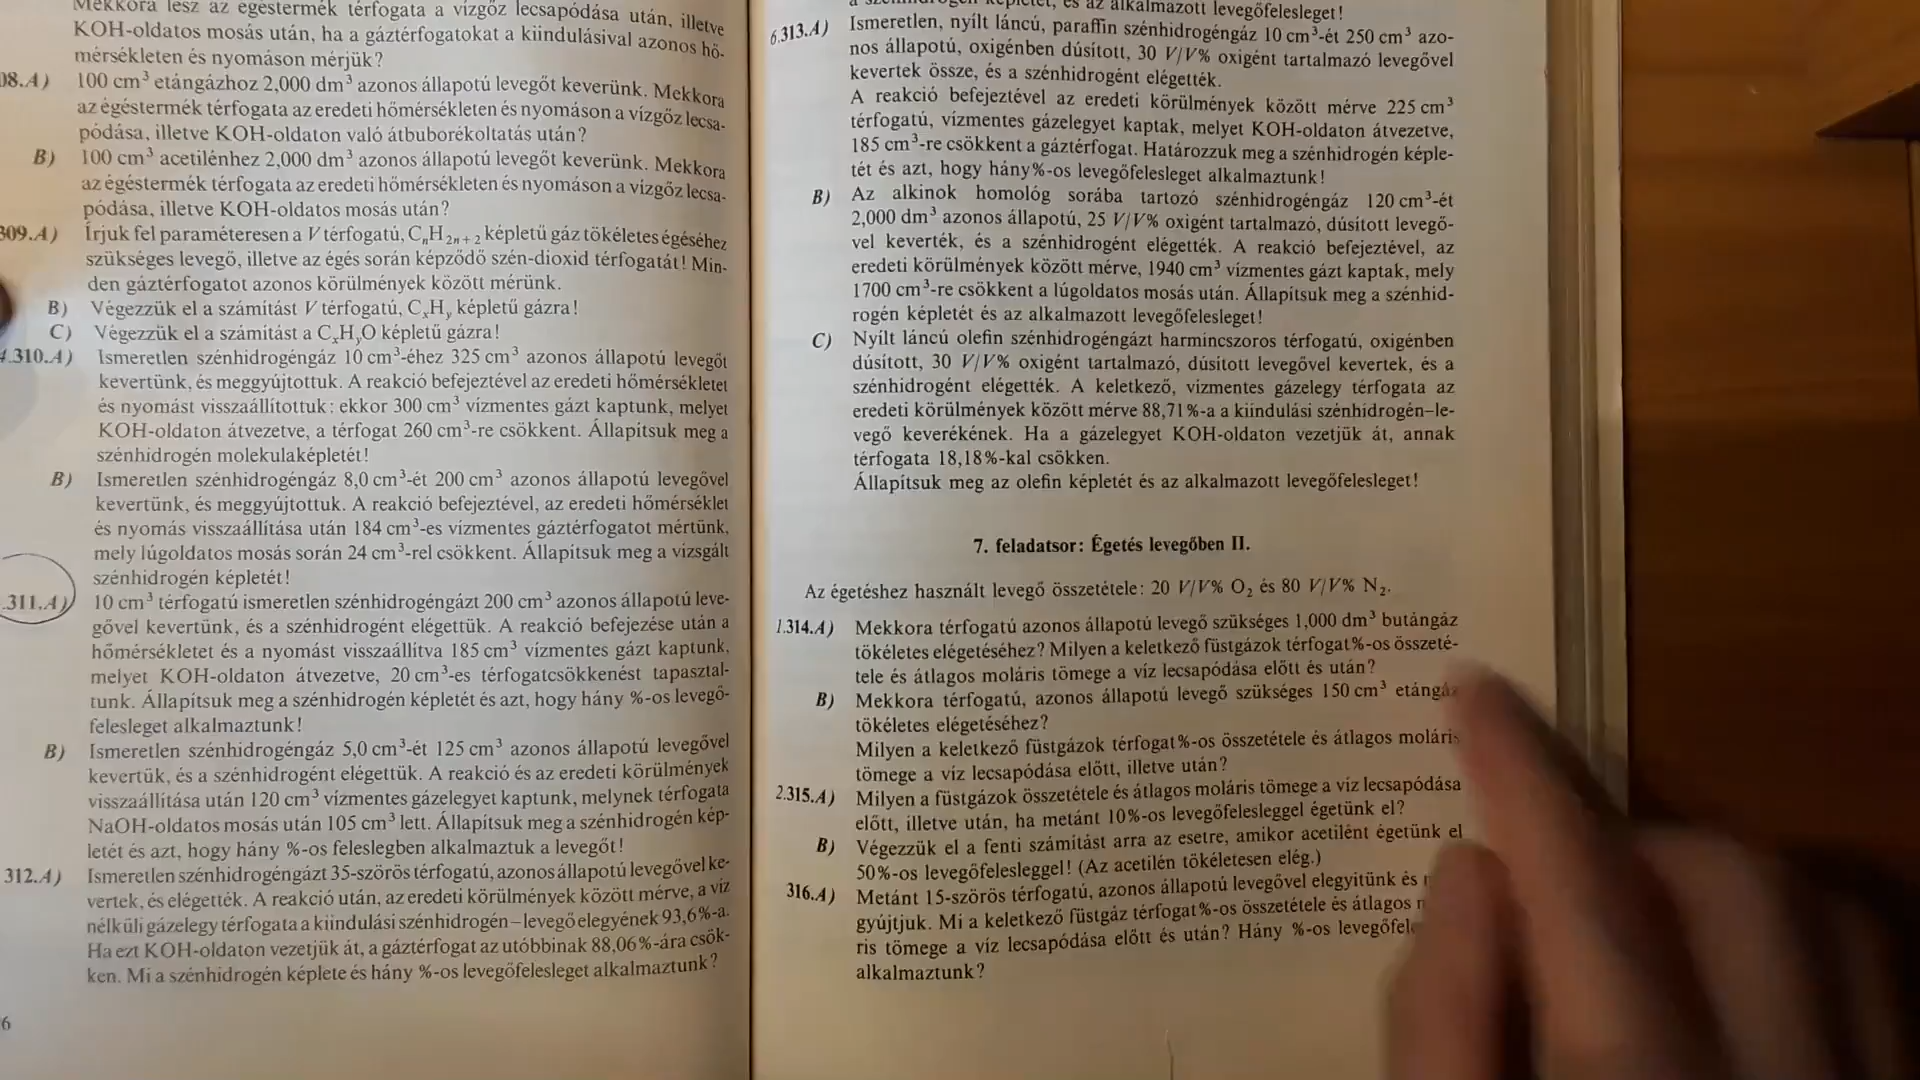 Mekkora lesz az égéstermék térfogata a vízgőz lecsapódása után, illetve
KOH-oldatos mosás után, ha a gáztérfogatokat a kiindulásival azonos hő-
mérsékleten és nyomáson mérjük?
08.A) 100 cm³ etángázhoz 2,000 dm³ azonos állapotú levegőt keverünk. Mekkora
az égéstermék térfogata az eredeti hőmérsékleten és nyomáson a vízgőz lecsa-
pódása, illetve KOH-oldaton való átbuborékoltatás után?
B) 100 cm³ acetilénhez 2,000 dm³ azonos állapotú levegőt keverünk. Mekkora
az égéstermék térfogata az eredeti hőmérsékleten és nyomáson a vízgőz lecsa-
pódása, illetve KOH-oldatos mosás után?
309.A) Írjuk fel paraméteresen a V térfogatú, CₙH₂ₙ₊₂ képletű gáz tökéletes égéséhez
szükséges levegő, illetve az égés során képződő szén-dioxid térfogatát! Min-
den gáztérfogatot azonos körülmények között mérünk.
B) Végezzük el a számítást V térfogatú, CₓHᵧ képletű gázra!
C) Végezzük el a számítást a CₓHᵧO képletű gázra!
4.310.A) Ismeretlen szénhidrogéngáz 10 cm³-éhez 325 cm³ azonos állapotú levegőt
kevertünk, és meggyújtottuk. A reakció befejeztével az eredeti hőmérsékletet
és nyomást visszaállítottuk: ekkor 300 cm³ vízmentes gázt kaptunk, melyet
KOH-oldaton átvezetve, a térfogat 260 cm³-re csökkent. Állapítsuk meg a
szénhidrogén molekulaképletét!
B) Ismeretlen szénhidrogéngáz 8,0 cm³-ét 200 cm³ azonos állapotú levegővel
kevertünk, és meggyújtottuk. A reakció befejeztével, az eredeti hőmérséklet
és nyomás visszaállítása után 184 cm³-es vízmentes gáztérfogatot mértünk,
mely lúgoldatos mosás során 24 cm³-rel csökkent. Állapítsuk meg a vizsgált
szénhidrogén képletét!
.311.A) 10 cm³ térfogatú ismeretlen szénhidrogéngázt 200 cm³ azonos állapotú leve-
gővel kevertünk, és a szénhidrogént elégettük. A reakció befejezése után a
hőmérsékletet és a nyomást visszaállítva 185 cm³ vízmentes gázt kaptunk,
melyet KOH-oldaton átvezetve, 20 cm³-es térfogatcsökkenést tapasztal-
tunk. Állapítsuk meg a szénhidrogén képletét és azt, hogy hány %-os levegő-
felesleget alkalmaztunk!
B) Ismeretlen szénhidrogéngáz 5,0 cm³-ét 125 cm³ azonos állapotú levegővel
kevertük, és a szénhidrogént elégettük. A reakció és az eredeti körülmények
visszaállítása után 120 cm³ vízmentes gázelegyet kaptunk, melynek térfogata
NaOH-oldatos mosás után 105 cm³ lett. Állapítsuk meg a szénhidrogén kép-
letét és azt, hogy hány %-os feleslegben alkalmaztuk a levegőt!
312.A) Ismeretlen szénhidrogéngázt 35-szörös térfogatú, azonos állapotú levegővel ke-
vertek, és elégették. A reakció után, az eredeti körülmények között mérve, a víz
nélküli gázelegy térfogata a kiindulási szénhidrogén–levegő elegyének 93,6%-a.
Ha ezt KOH-oldaton vezetjük át, a gáztérfogat az utóbbinak 88,06%-ára csök-
ken. Mi a szénhidrogén képlete és hány %-os levegőfelesleget alkalmaztunk?
6
és az alkalmazott levegőfelesleget!
6.313.A) Ismeretlen, nyílt láncú, paraffin szénhidrogéngáz 10 cm³-ét 250 cm³ azo-
nos állapotú, oxigénben dúsított, 30 V/V% oxigént tartalmazó levegővel
kevertek össze, és a szénhidrogént elégették.
A reakció befejeztével az eredeti körülmények között mérve 225 cm³
térfogatú, vízmentes gázelegyet kaptak, melyet KOH-oldaton átvezetve,
185 cm³-re csökkent a gáztérfogat. Határozzuk meg a szénhidrogén képle-
tét és azt, hogy hány%-os levegőfelesleget alkalmaztunk!
B) Az alkinok homológ sorába tartozó szénhidrogéngáz 120 cm³-ét
2,000 dm³ azonos állapotú, 25 V/V% oxigént tartalmazó, dúsított levegő-
vel keverték, és a szénhidrogént elégették. A reakció befejeztével, az
eredeti körülmények között mérve, 1940 cm³ vízmentes gázt kaptak, mely
1700 cm³-re csökkent a lúgoldatos mosás után. Állapítsuk meg a szénhid-
rogén képletét és az alkalmazott levegőfelesleget!
C) Nyílt láncú olefin szénhidrogéngázt harmincszoros térfogatú, oxigénben
dúsított, 30 V/V% oxigént tartalmazó, dúsított levegővel kevertek, és a
szénhidrogént elégették. A keletkező, vízmentes gázelegy térfogata az
eredeti körülmények között mérve 88,71%-a a kiindulási szénhidrogén–le-
vegő keverékének. Ha a gázelegyet KOH-oldaton vezetjük át, annak
térfogata 18,18%-kal csökken.
Állapítsuk meg az olefin képletét és az alkalmazott levegőfelesleget!
7. feladatsor: Égetés levegőben II.
Az égetéshez használt levegő összetétele: 20 V/V% O₂ és 80 V/V% N₂.
1.314.A) Mekkora térfogatú azonos állapotú levegő szükséges 1,000 dm³ butángáz
tökéletes elégetéséhez? Milyen a keletkező füstgázok térfogat%-os összeté-
tele és átlagos moláris tömege a víz lecsapódása előtt és után?
B) Mekkora térfogatú, azonos állapotú levegő szükséges 150 cm³ etángáz
tökéletes elégetéséhez?
Milyen a keletkező füstgázok térfogat%-os összetétele és átlagos moláris
tömege a víz lecsapódása előtt, illetve után?
2.315.A) Milyen a füstgázok összetétele és átlagos moláris tömege a víz lecsapódása
előtt, illetve után, ha metánt 10%-os levegőfelesleggel égetünk el?
B) Végezzük el a fenti számítást arra az esetre, amikor acetilént égetünk el
50%-os levegőfelesleggel! (Az acetilén tökéletesen elég.)
316.A) Metánt 15-szörös térfogatú, azonos állapotú levegővel elegyítünk és
gyújtjuk. Mi a keletkező füstgáz térfogat%-os összetétele és átlagos
ris tömege a víz lecsapódása előtt és után? Hány %-os
alkalmaztunk?